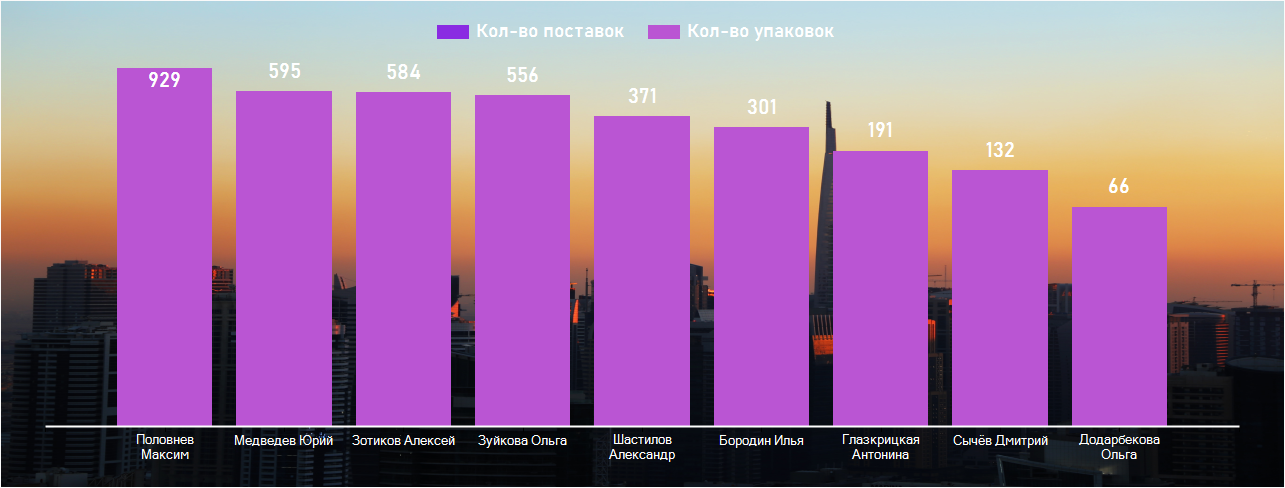 Кол-во поставок Кол-во упаковок
929 595 584 556 371 301 191 132 66
Половнев Максим
Медведев Юрий
Зотиков Алексей
Зуйкова Ольга
Шастилов
Александр
Бородин Илья
Глазкрицкая
Антонина
Сычёв Дмитрий
Додарбекова
Ольга